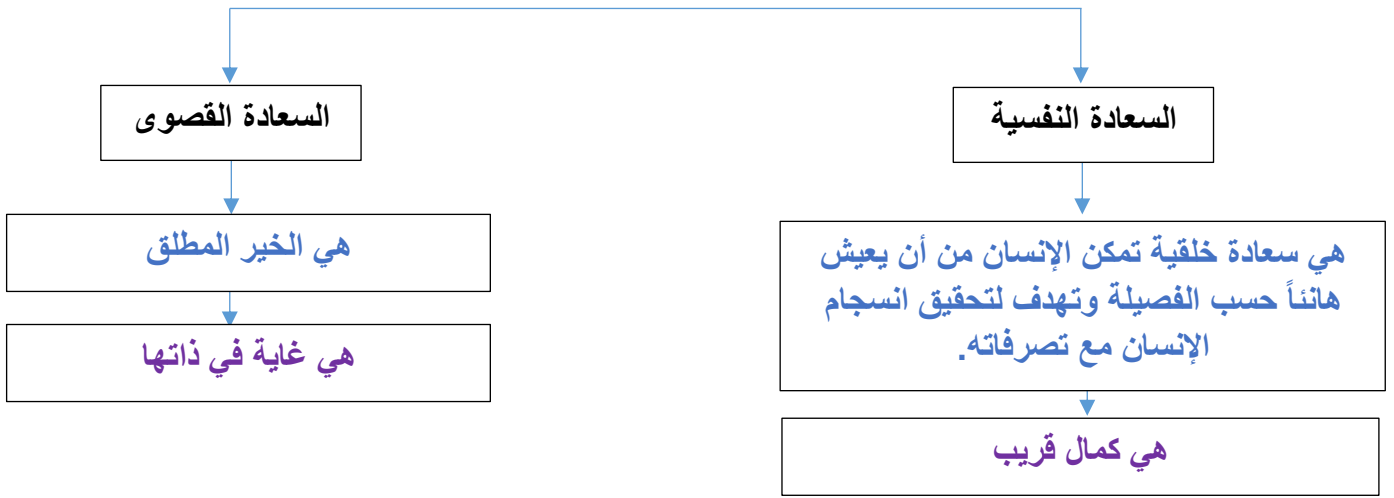 السعادة النفسية
هي سعادة خلقية تمكن الإنسان من أن يعيش
هانئاً حسب الفصيلة وتهدف لتحقيق انسجام
الإنسان مع تصرفاته.
هي كمال قريب
السعادة القصوى
هي الخير المطلق
هي غاية في ذاتها